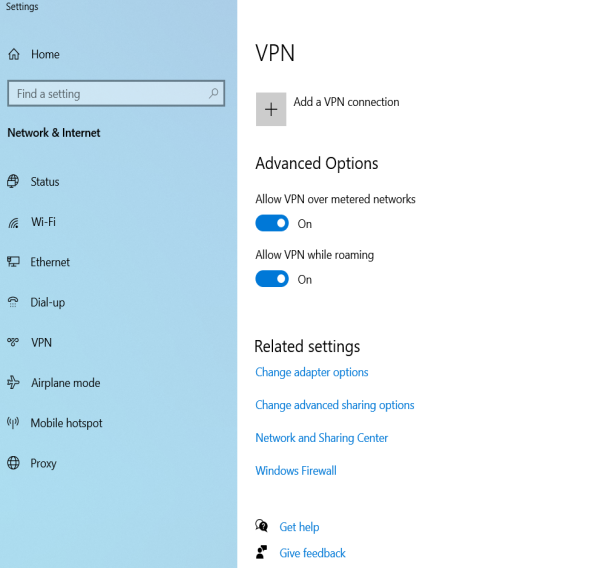 Settings
Home
Find a setting
Network & Internet
Status
Wi-Fi
Ethernet
Dial-up
VPN
Airplane mode
Mobile hotspot
Proxy
VPN
Add a VPN connection
Advanced Options
Allow VPN over metered networks
On
Allow VPN while roaming
On
Related settings
Change adapter options
Change advanced sharing options
Network and Sharing Center
Windows Firewall
Get help
Give feedback